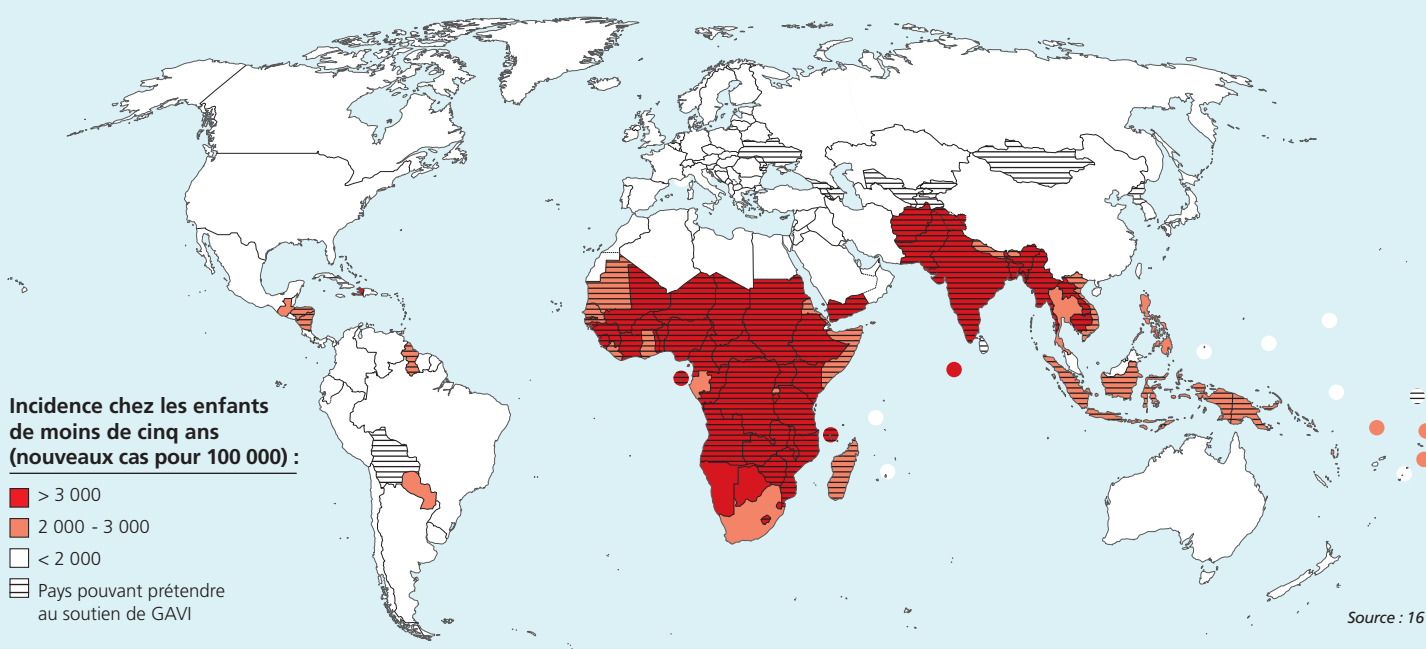 Incidence chez les enfants
de moins de cinq ans
(nouveaux cas pour 100 000) :
> 3 000
2 000 - 3 000
< 2 000
Pays pouvant prétendre
au soutien de GAVI
Source : 16